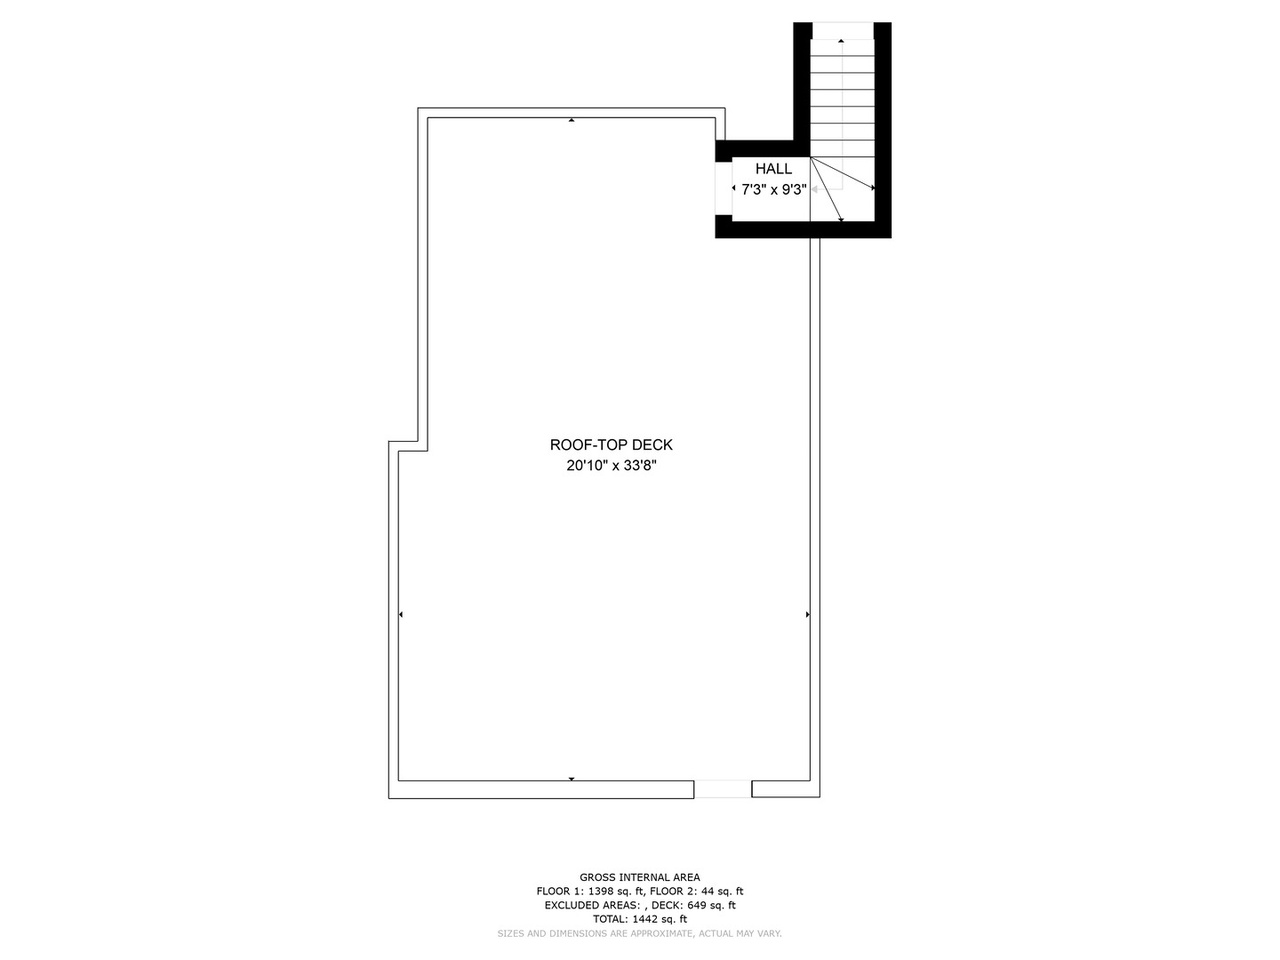 HALL
7'3" x 9'3"
ROOF-TOP DECK
20'10" x 33'8"
GROSS INTERNAL AREA
FLOOR 1: 1398 sq. ft, FLOOR 2: 44 sq. ft
EXCLUDED AREAS: , DECK: 649 sq. ft
TOTAL: 1442 sq. ft
SIZES AND DIMENSIONS ARE APPROXIMATE, ACTUAL MAY VARY.